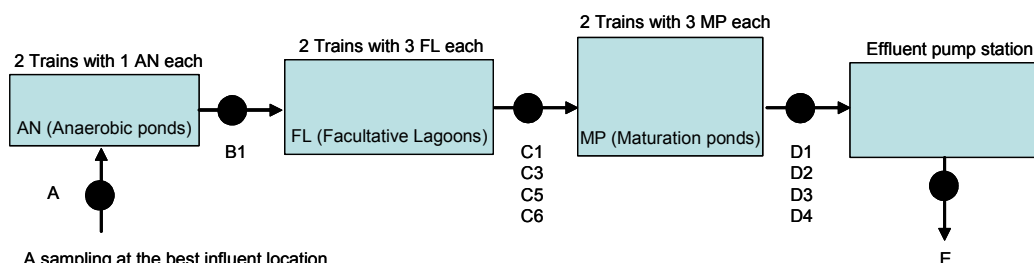 2 Trains with 1 AN each
2 Trains with 3 FL each
2 Trains with 3 MP each
Effluent pump station
AN (Anaerobic ponds)
FL (Facultative Lagoons)
MP (Maturation ponds)
A
B1
C1
C3
C5
C6
D1
D2
D3
D4
A sampling at the best influent location
E